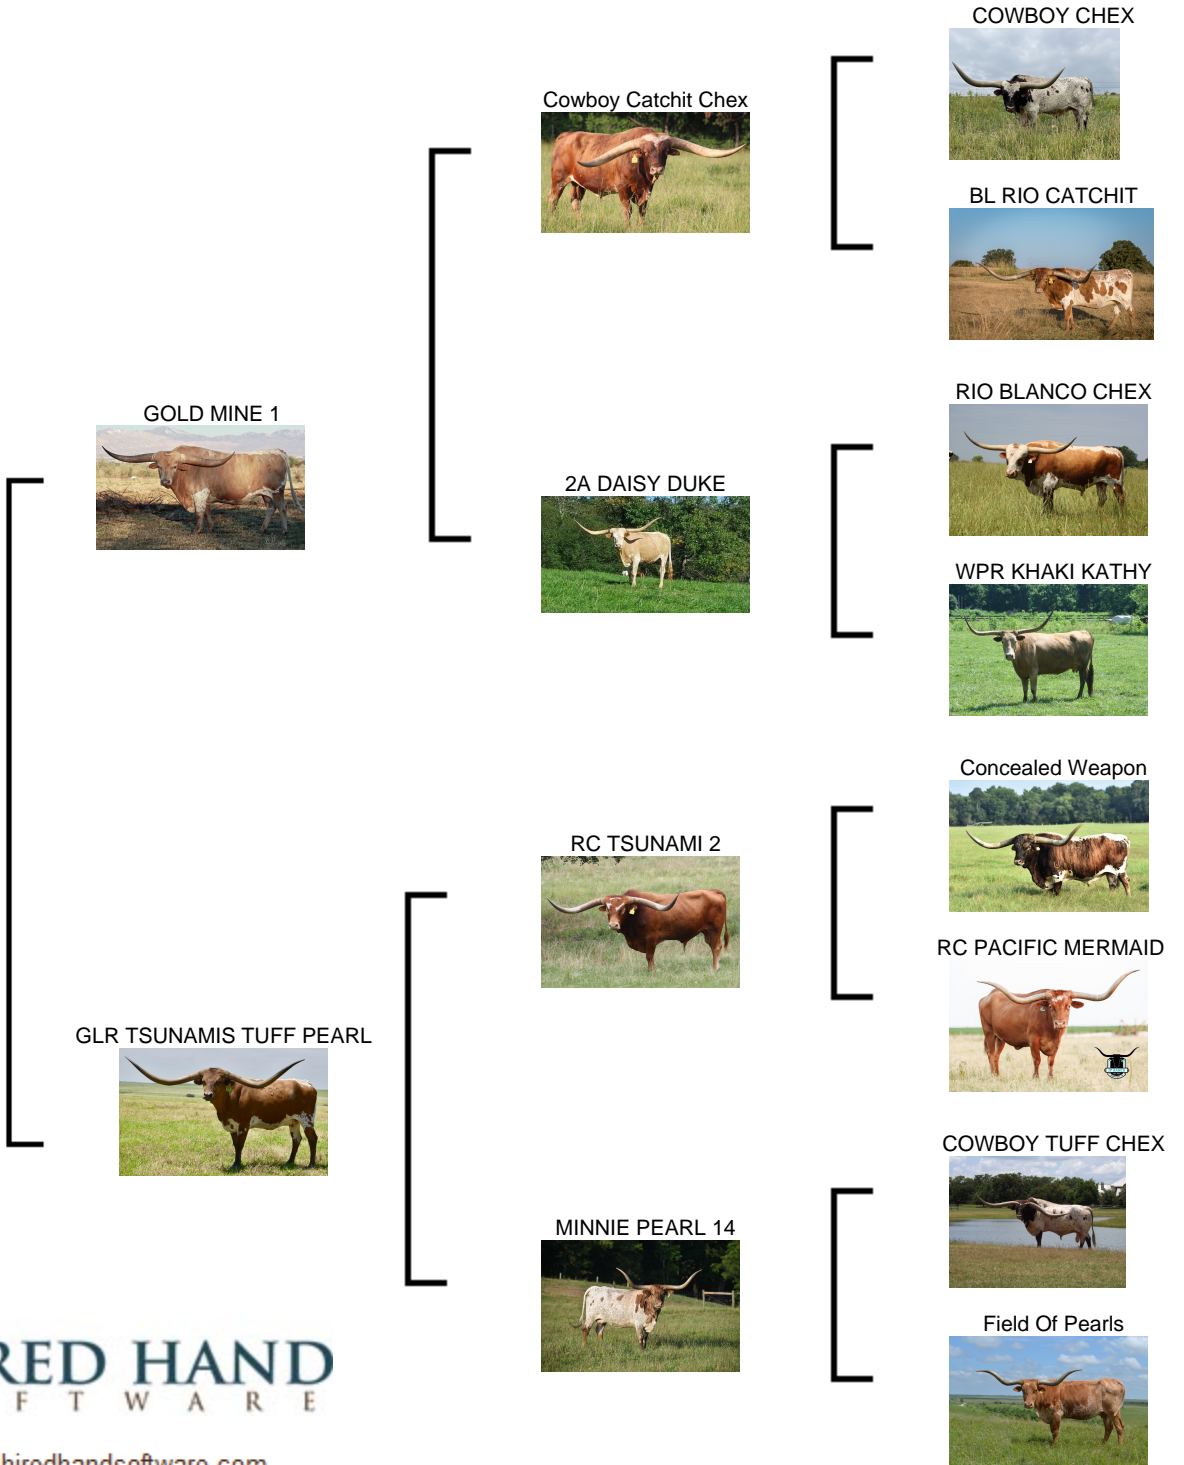 COWBOY CHEX
Cowboy Catchit Chex
BL RIO CATCHIT
GOLD MINE 1
RIO BLANCO CHEX
2A DAISY DUKE
WPR KHAKI KATHY
Concealed Weapon
RC TSUNAMI 2
RC PACIFIC MERMAID
GLR TSUNAMIS TUFF PEARL
COWBOY TUFF CHEX
MINNIE PEARL 14
Field Of Pearls
RED HAND
F T W A R E
hiredhandsoftware.com